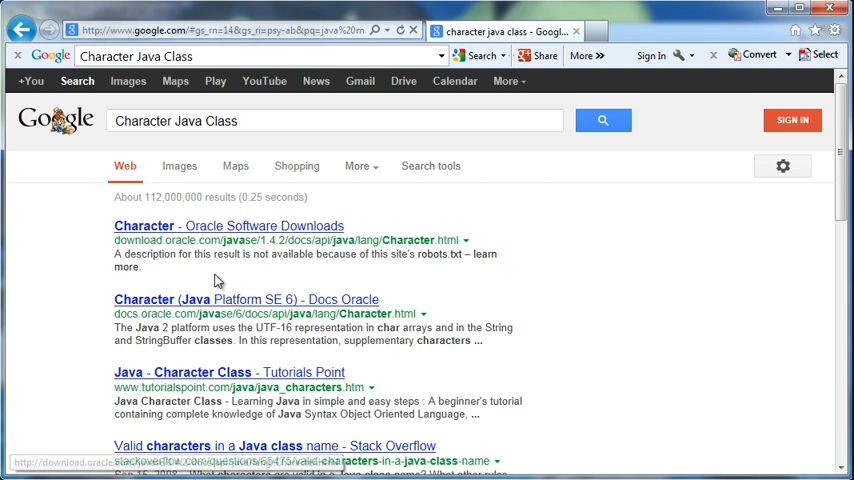 http://www.google.com/#gs_rn=14&gs_ri=psy-ab&pq=java%20m
character java class - Googl...
x Google Character Java Class Search Share More » Sign In Convert Select
+You Search Images Maps Play YouTube News Gmail Drive Calendar More
Google Character Java Class SIGN IN
Web Images Maps Shopping More Search tools
About 112,000,000 results (0.25 seconds)
Character - Oracle Software Downloads
download.oracle.com/javase/1.4.2/docs/api/java/lang/Character.html
A description for this result is not available because of this site's robots.txt – learn
more.
Character (Java Platform SE 6) - Docs Oracle
docs.oracle.com/javase/6/docs/api/java/lang/Character.html
The Java 2 platform uses the UTF-16 representation in char arrays and in the String
and StringBuffer classes. In this representation, supplementary characters ...
Java - Character Class - Tutorials Point
www.tutorialspoint.com/java/java_characters.htm
Java Character Class - Learning Java in simple and easy steps : A beginner's tutorial
containing complete knowledge of Java Syntax Object Oriented Language, ...
Valid characters in a Java class name - Stack Overflow
characters-in-a-java-class-name